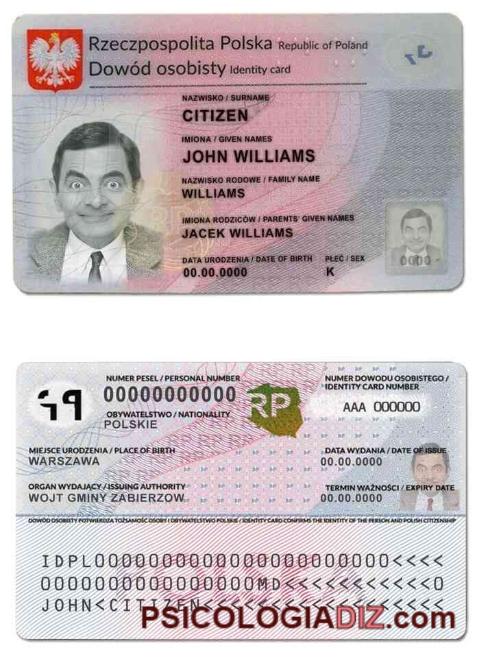 Rzeczpospolita Polska Republic of Poland
Dowód osobisty Identity card
NAZWISKO / SURNAME
CITIZEN
IMIONA / GIVEN NAMES
JOHN WILLIAMS
NAZWISKO RODOWE / FAMILY NAME
WILLIAMS
IMIONA RODZICÓW / PARENTS' GIVEN NAMES
JACEK WILLIAMS
DATA URODZENIA / DATE OF BIRTH PŁEĆ / SEX
00.00.0000 K
0000
NUMER PESEL / PERSONAL NUMBER
00000000000
OBYWATELSTWO / NATIONALITY
POLSKIE
RP
NUMER DOWODU OSOBISTEGO /
IDENTITY CARD NUMBER
AAA 000000
MIEJSCE URODZENIA / PLACE OF BIRTH
WARSZAWA
DATA WYDANIA / DATE OF ISSUE
00.00.0000
ORGAN WYDAJĄCY / ISSUING AUTHORITY
WOJT GMINY ZABIERZOW
TERMIN WAŻNOŚCI / EXPIRY DATE
00.00.0000
DOWÓD OSOBISTY POTWIERDZA TOŻSAMOŚĆ OSOBY I OBYWATELSTWO POLSKIE / IDENTITY CARD CONFIRMS THE IDENTITY OF THE PERSON AND POLISH CITIZENSHIP
IDPL0000000000000000000000<<<<
0000000000000000MD<<<<<<<<<<<0
JOHN<CITIZEN<<<<<<<<<<<<<<<<<<
PSICOLOGIADIZ.com